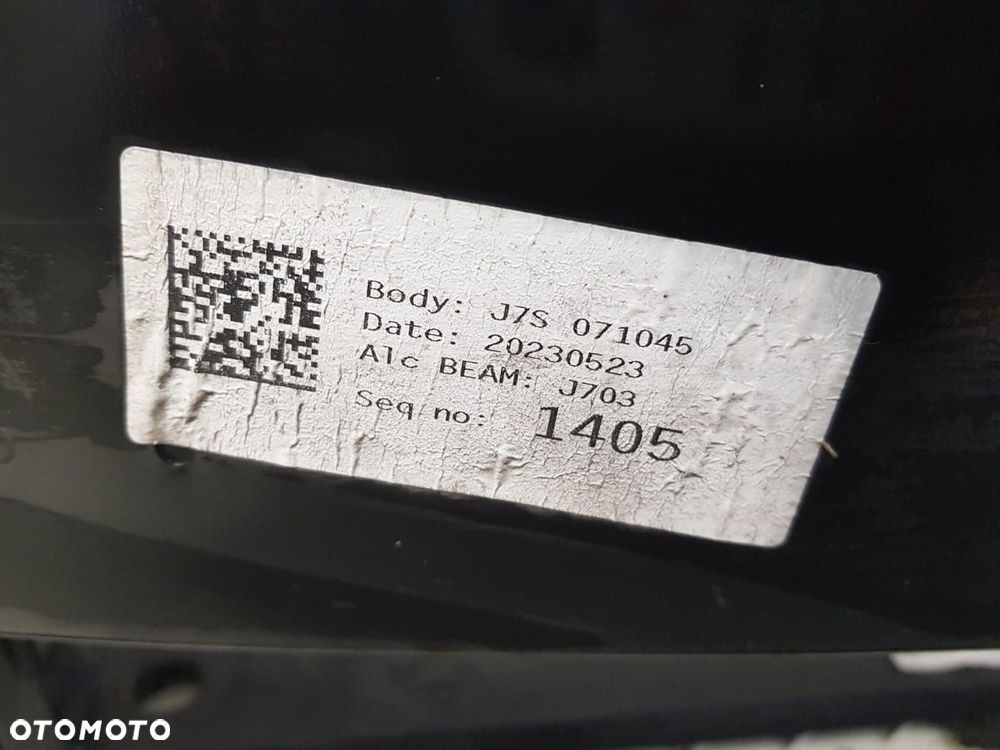 Body: J7S 071045
Date: 20230523
Alc BEAM: J703
Seq no: 1405
OTOMOTO